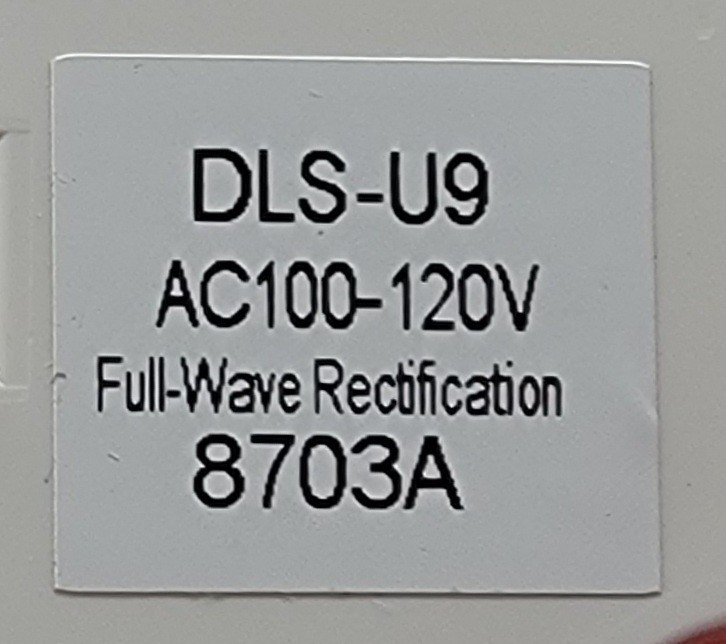 DLS-U9
AC100-120V
Full-Wave Rectification
8703A